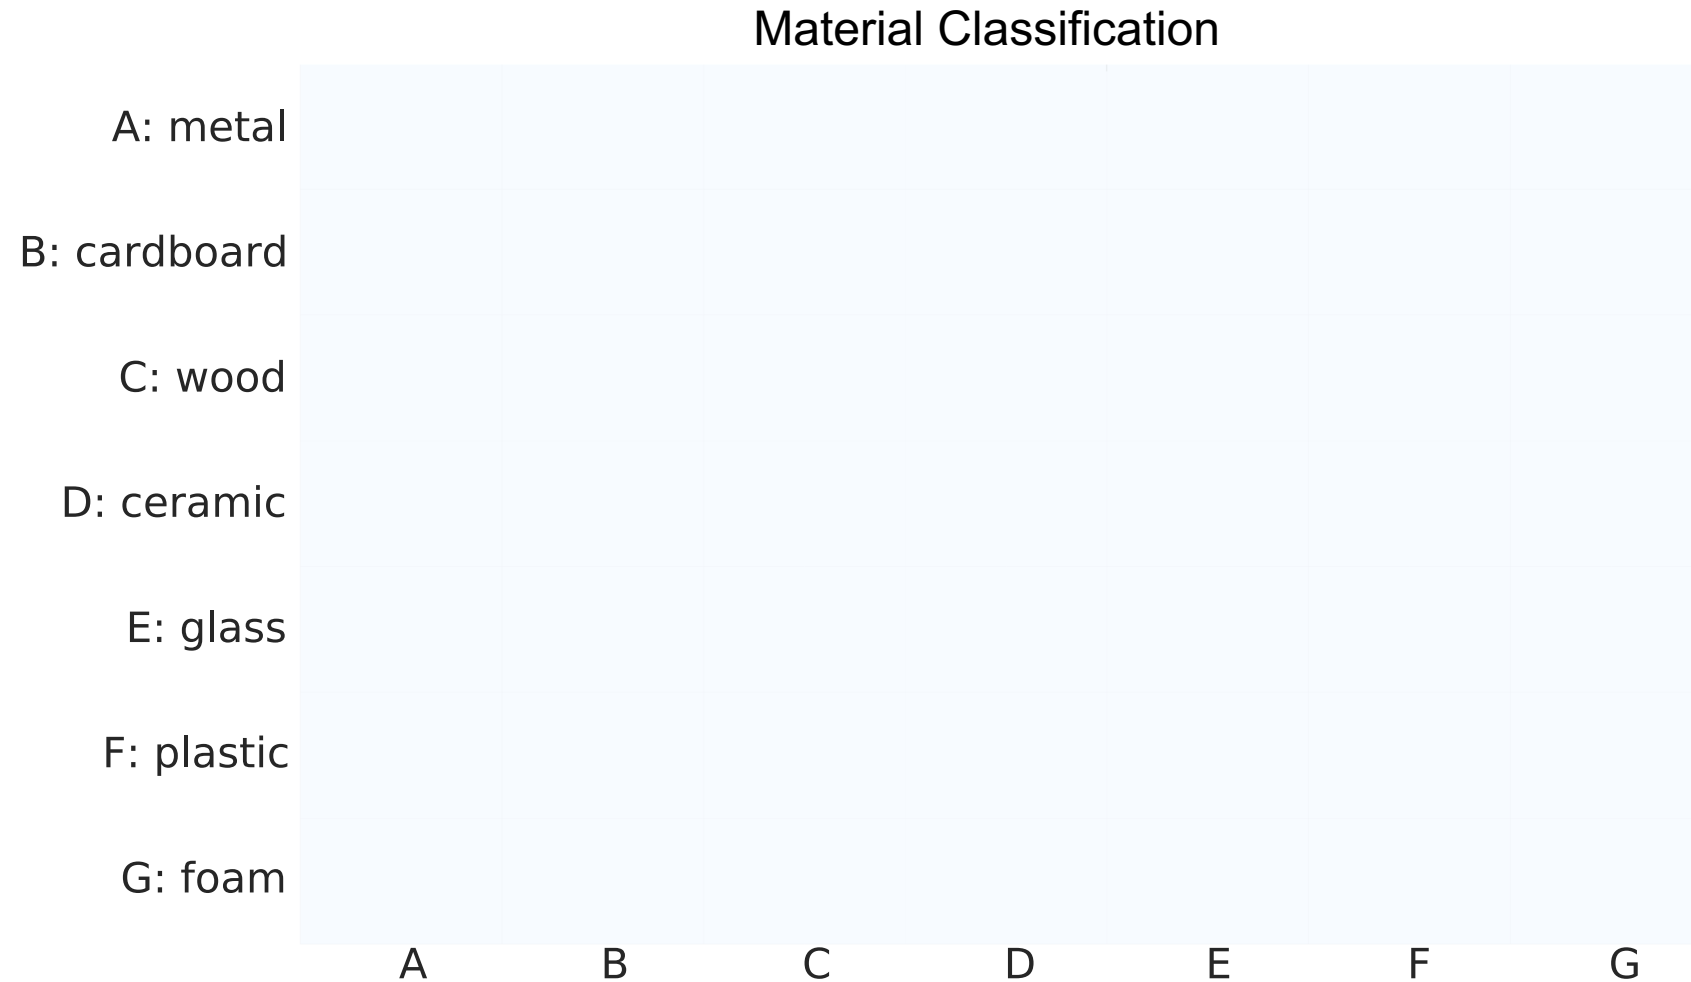 Material Classification
A: metal
B: cardboard
C: wood
D: ceramic
E: glass
F: plastic
G: foam
A B C D E F G